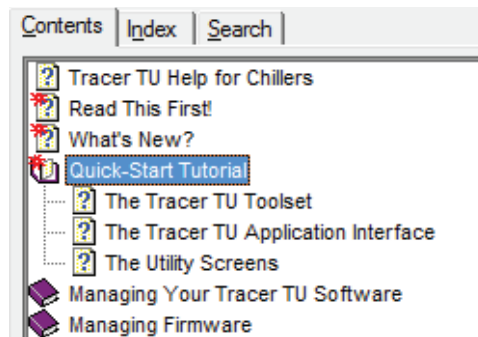 Contents Index Search
Tracer TU Help for Chillers
Read This First!
What's New?
Quick-Start Tutorial
The Tracer TU Toolset
The Tracer TU Application Interface
The Utility Screens
Managing Your Tracer TU Software
Managing Firmware